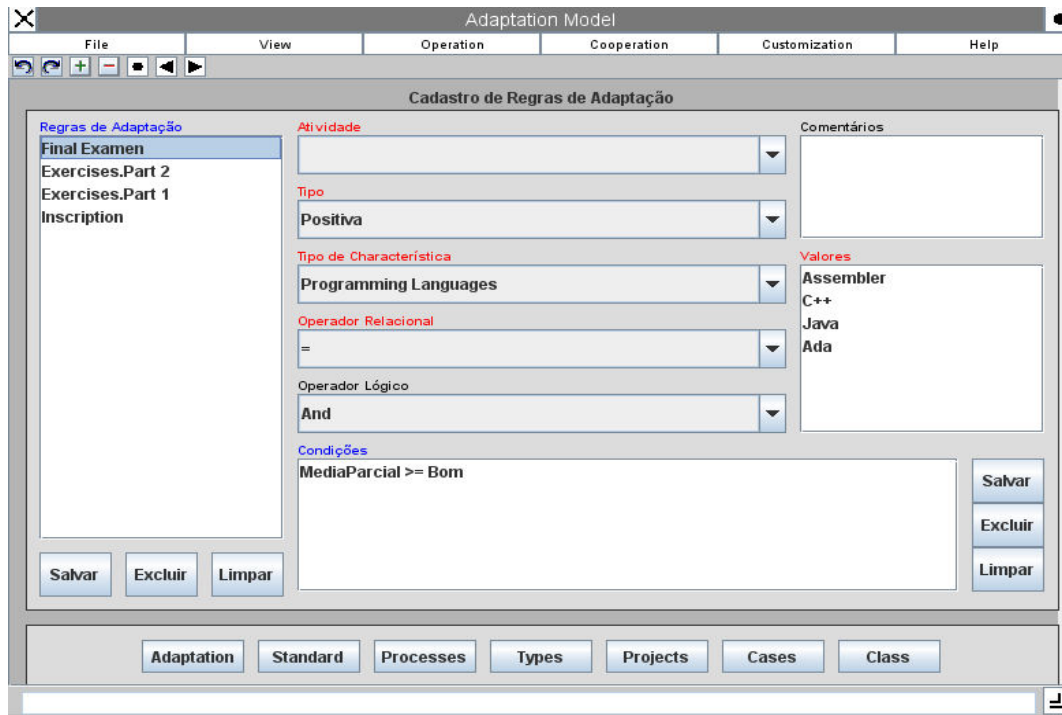 Adaptation Model
File View Operation Cooperation Customization Help
Cadastro de Regras de Adaptação
Regras de Adaptação
Final Examen
Exercises.Part 2
Exercises.Part 1
Inscription
Salvar Excluir Limpar
Atividade
Tipo
Positiva
Tipo de Característica
Programming Languages
Operador Relacional
=
Operador Lógico
And
Comentários
Valores
Assembler
C++
Java
Ada
Condições
MediaParcial >= Bom
Salvar
Excluir
Limpar
Adaptation Standard Processes Types Projects Cases Class